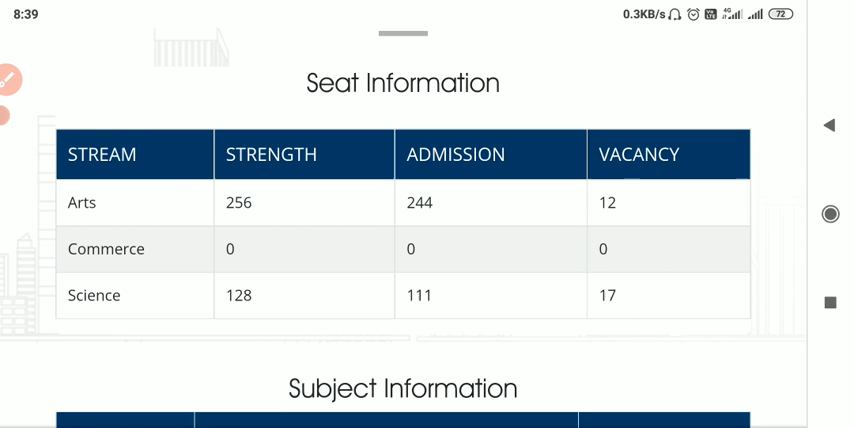 8:39 0.3KB/s 4G 72
Seat Information
STREAM STRENGTH ADMISSION VACANCY
Arts 256 244 12
Commerce 0 0 0
Science 128 111 17
Subject Information